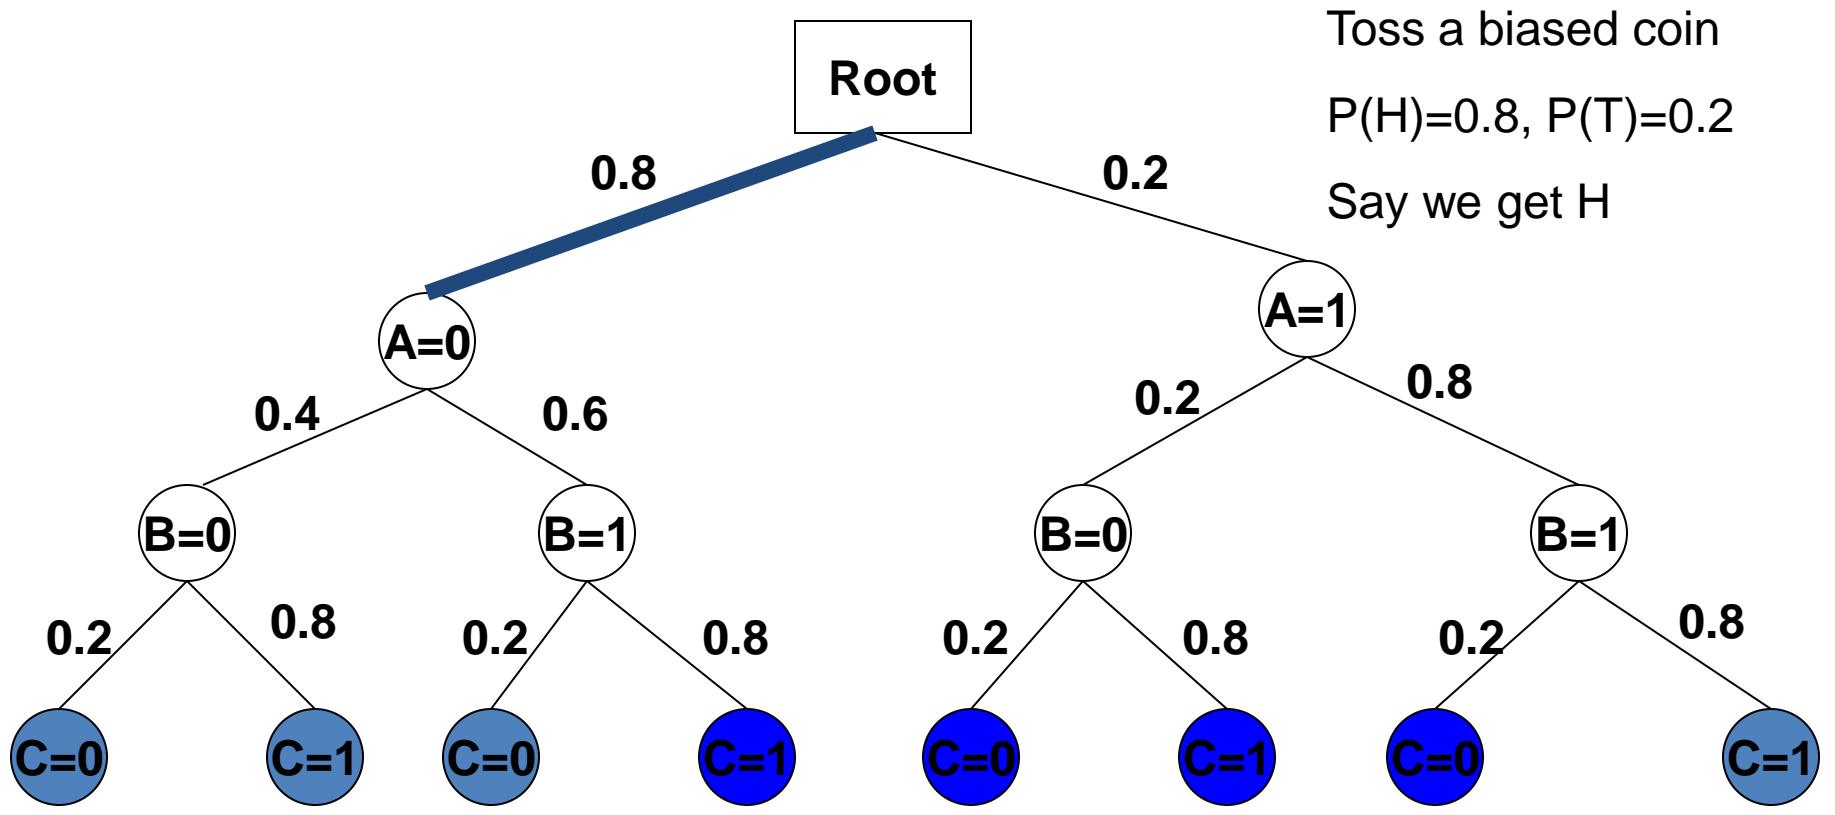 Toss a biased coin
Root
P(H)=0.8, P(T)=0.2
0.8
0.2
Say we get H
A=0
A=1
0.4
0.6
0.2
0.8
B=0
B=1
B=0
B=1
0.2
0.8
0.2
0.8
0.2
0.8
0.2
0.8
C=0
C=1
C=0
C=1
C=0
C=1
C=0
C=1